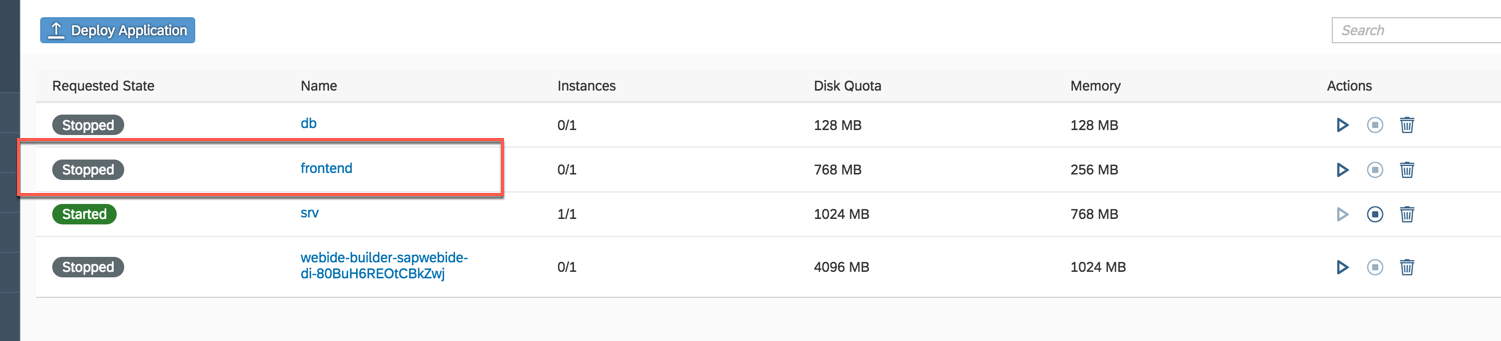 Deploy Application
Search
Requested State Name Instances Disk Quota Memory Actions
Stopped db 0/1 128 MB 128 MB
Stopped frontend 0/1 768 MB 256 MB
Started srv 1/1 1024 MB 768 MB
Stopped webide-builder-sapwebide- 0/1 4096 MB 1024 MB
di-80BuH6REOtCBkZwj